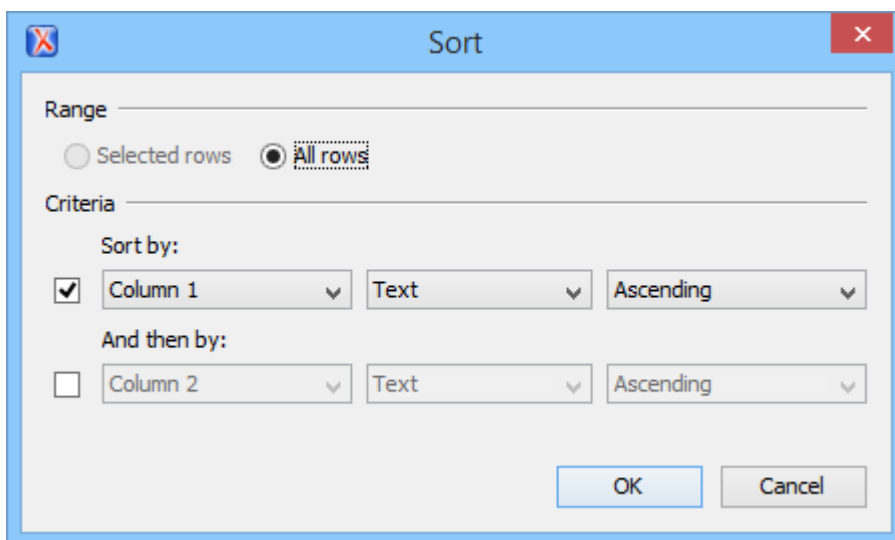 Sort
Range
Selected rows All rows
Criteria
Sort by:
Column 1 Text Ascending
And then by:
Column 2 Text Ascending
OK Cancel